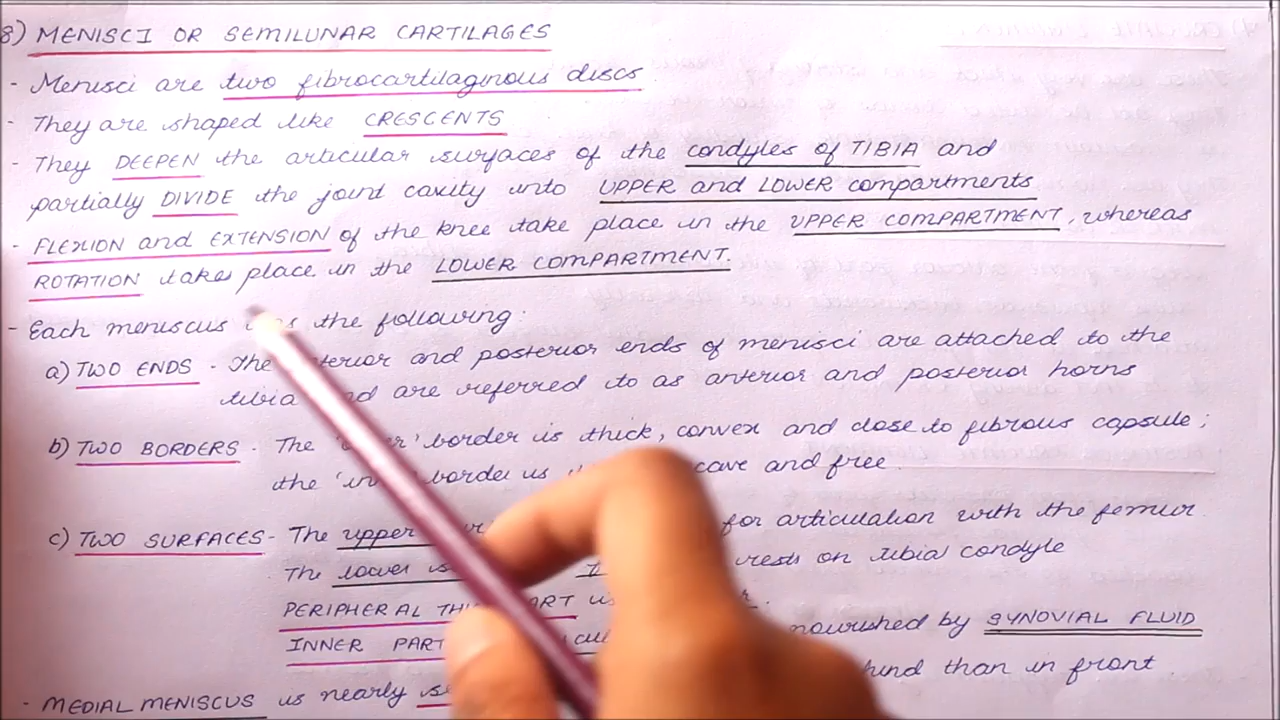 8) MENISCI OR SEMILUNAR CARTILAGES
- Menisci are two fibrocartilaginous discs
- They are shaped like CRESCENTS
- They DEEPEN the articular surfaces of the condyles of TIBIA and
partially DIVIDE the joint cavity into UPPER and LOWER compartments
- FLEXION and EXTENSION of the knee take place in the UPPER COMPARTMENT, whereas
ROTATION takes place in the LOWER COMPARTMENT.
- Each meniscus the following:
a) TWO ENDS - The and posterior ends of menisci are attached to the
tibia are referred to as anterior and posterior horns
b) TWO BORDERS - The border is thick, convex and close to fibrous capsule;
the border is and free.
c) TWO SURFACES - The upper for articulation with the femur.
The lower rests on tibia condyle
PERIPHERAL
INNER PART nourished by SYNOVIAL FLUID
- MEDIAL MENISCUS is nearly than in front